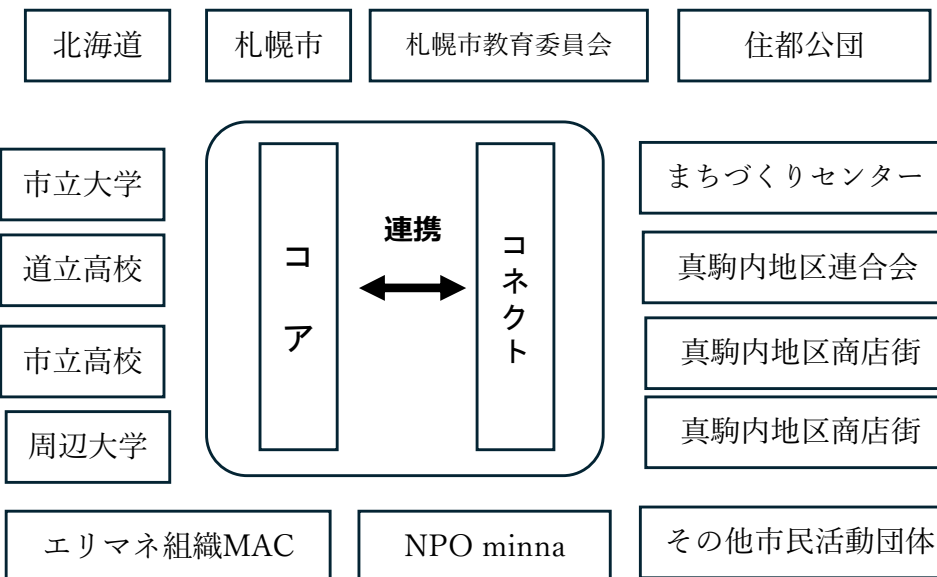 北海道
札幌市
札幌市教育委員会
住都公団
市立大学
道立高校
市立高校
周辺大学
コア
連携
コネクト
まちづくりセンター
真駒内地区連合会
真駒内地区商店街
真駒内地区商店街
エリマネ組織MAC
NPO minna
その他市民活動団体